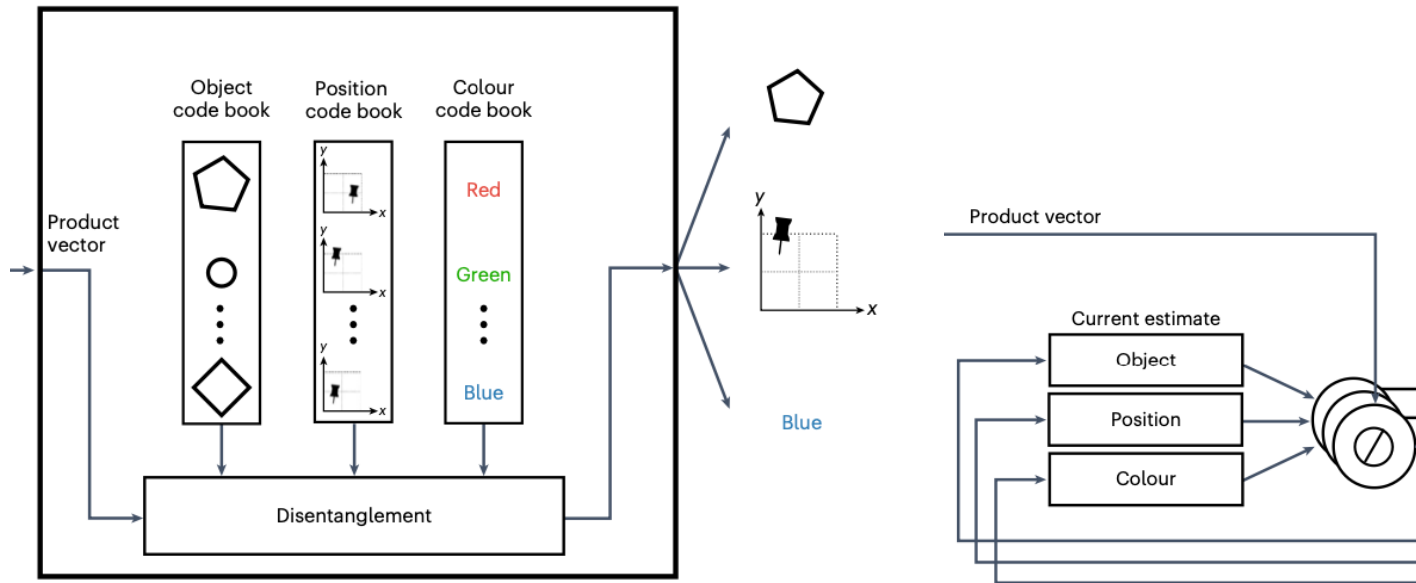 Object
code book
Position
code book
Colour
code book
y
x
y
x
y
x
Red
Green
Blue
Product
vector
Disentanglement
y
x
Blue
Product vector
Current estimate
Object
Position
Colour